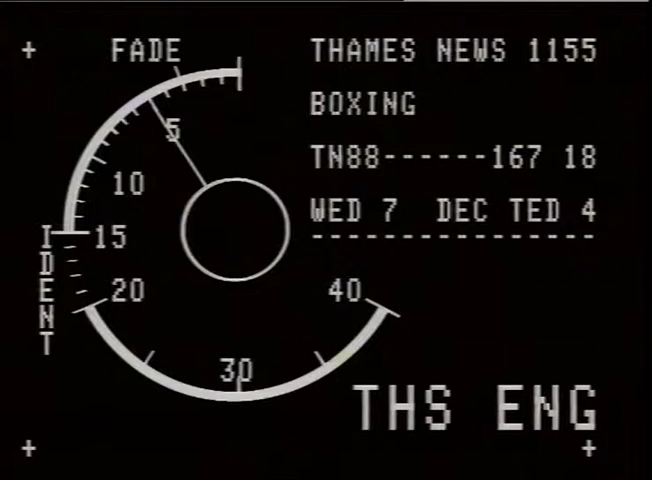 FADE
THAMES NEWS 1155
BOXING
5
TN88------167 18
10
WED 7 DEC TED 4
----------------
IDENT
15
20
40
30
THS ENG